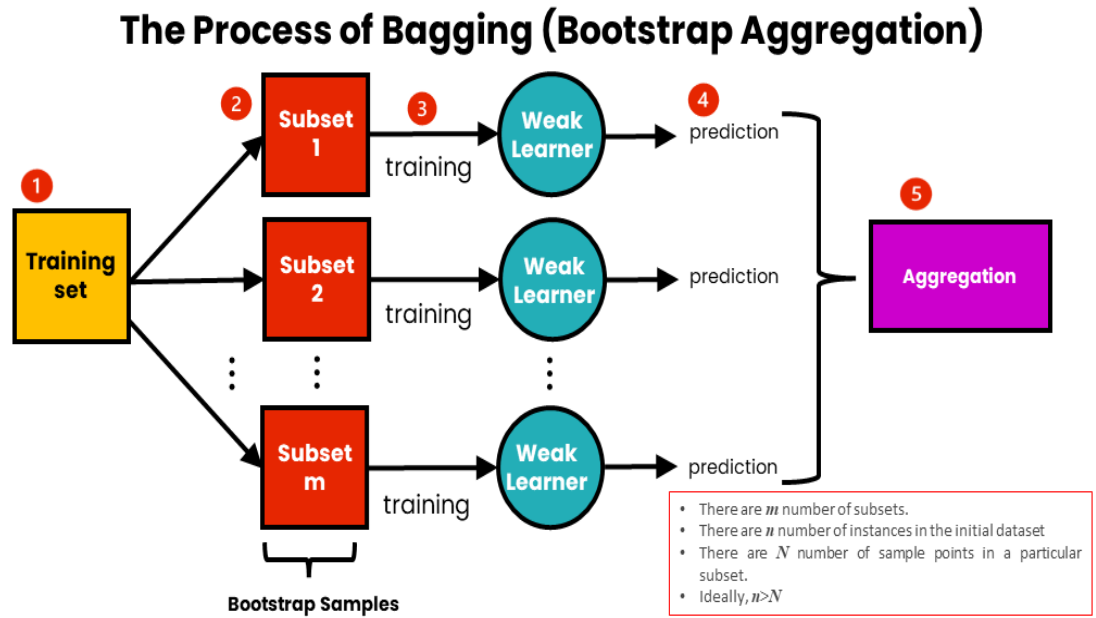 The Process of Bagging (Bootstrap Aggregation)
1
Training
set
2
Subset
1
3
training
Weak
Learner
4
prediction
Subset
2
training
Weak
Learner
prediction
Subset
m
training
Weak
Learner
prediction
5
Aggregation
Bootstrap Samples
• There are m number of subsets.
• There are n number of instances in the initial dataset
• There are N number of sample points in a particular
subset.
• Ideally, n>N